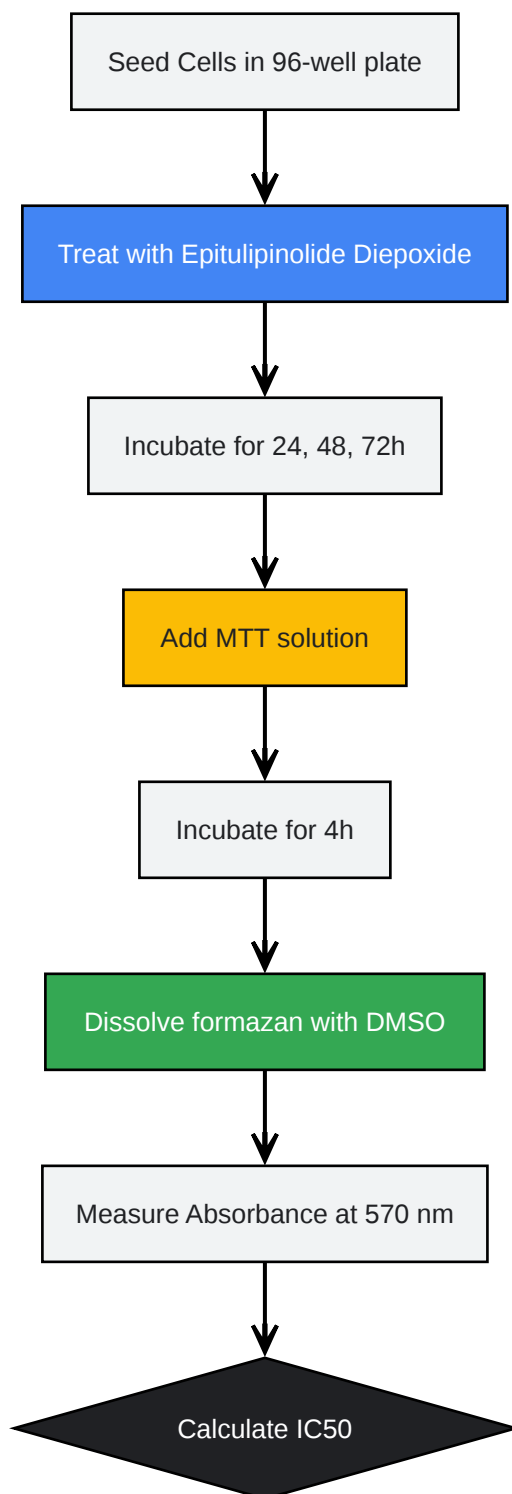 Seed Cells in 96-well plate
Treat with Epitulipinolide Diepoxide
Incubate for 24, 48, 72h
Add MTT solution
Incubate for 4h
Dissolve formazan with DMSO
Measure Absorbance at 570 nm
Calculate IC50